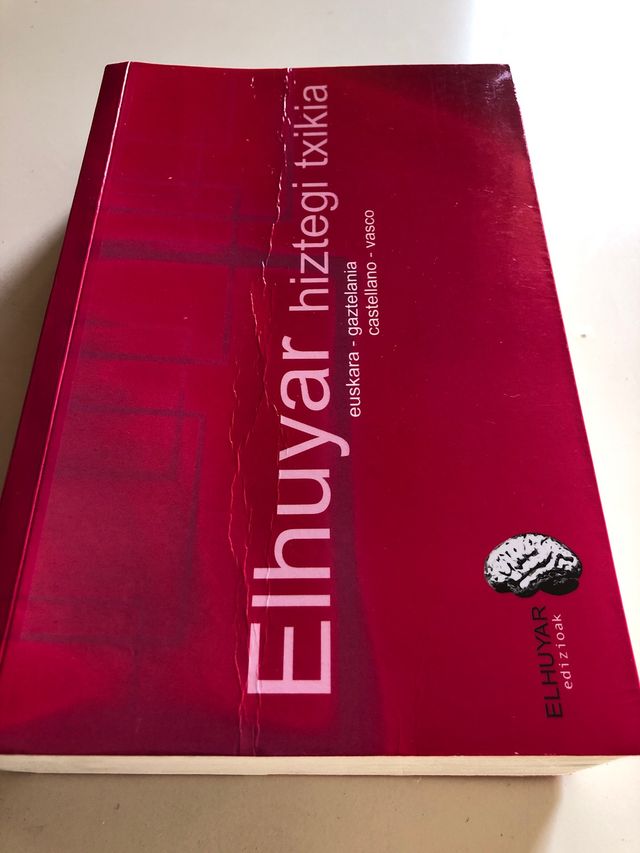 Elhuyar hiztegi txikia
euskara - gaztelania
castellano - vasco
ELHUYAR
edizioak